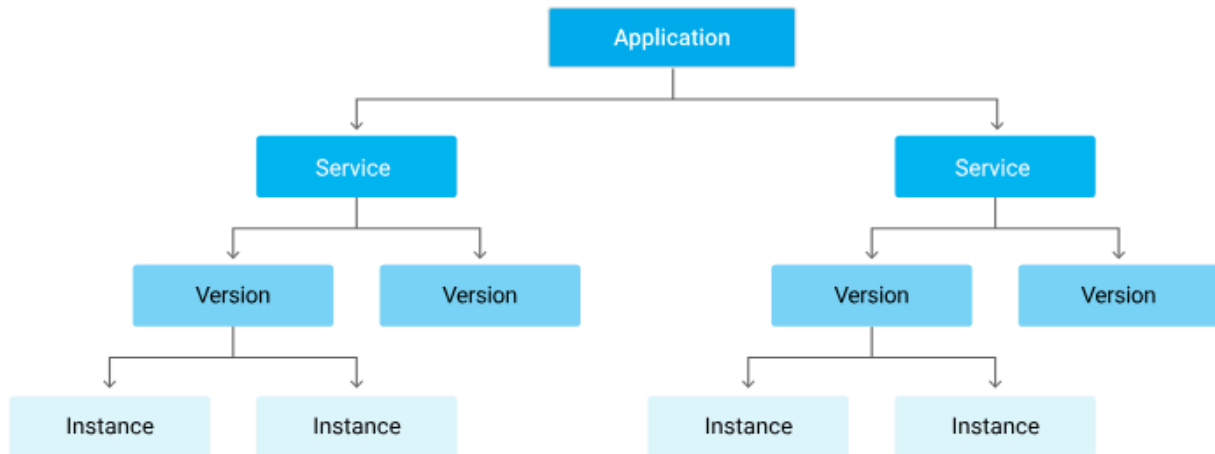 Application
Service
Service
Version
Version
Version
Version
Instance
Instance
Instance
Instance